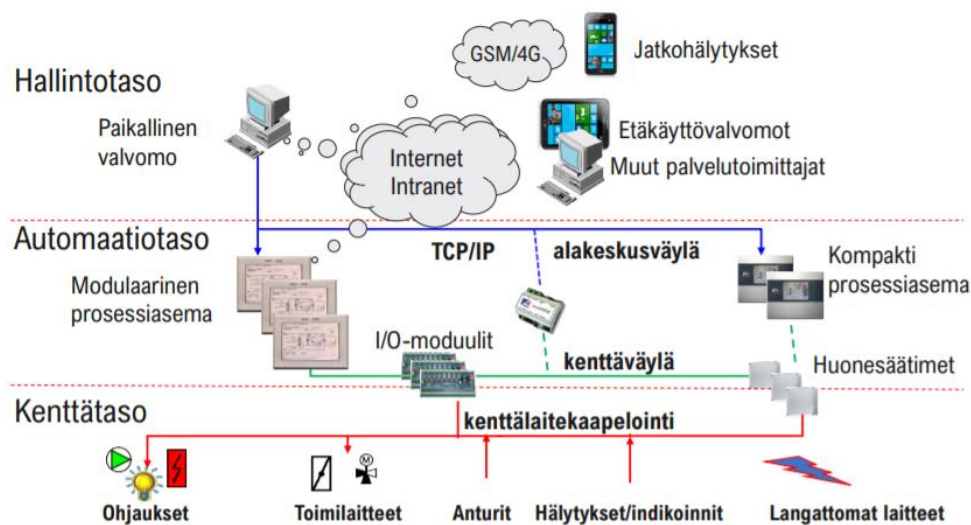 GSM/4G
Jatkohälytykset
Hallintotaso
Paikallinen
valvomo
Internet
Intranet
Etäkäyttövalvomot
Muut palvelutoimittajat
Automaatiotaso
TCP/IP
alakeskusväylä
Kompakti
prosessiasema
Modulaarinen
prosessiasema
I/O-moduulit
kenttäväylä
Huonesäätimet
Kenttätaso
kenttälaitekaapelointi
M
Ohjaukset
Toimilaitteet
Anturit
Hälytykset/indikoinnit
Langattomat laitteet